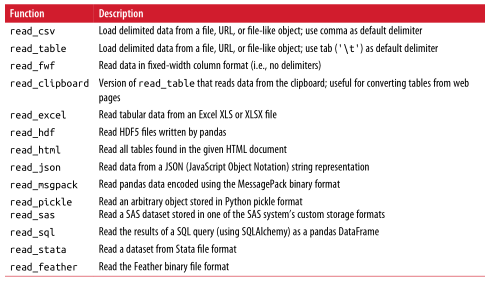 Function Description
read_csv Load delimited data from a file, URL, or file-like object; use comma as default delimiter
read_table Load delimited data from a file, URL, or file-like object; use tab ('\t') as default delimiter
read_fwf Read data in fixed-width column format (i.e., no delimiters)
read_clipboard Version of read_table that reads data from the clipboard; useful for converting tables from web
pages
read_excel Read tabular data from an Excel XLS or XLSX file
read_hdf Read HDF5 files written by pandas
read_html Read all tables found in the given HTML document
read_json Read data from a JSON (JavaScript Object Notation) string representation
read_msgpack Read pandas data encoded using the MessagePack binary format
read_pickle Read an arbitrary object stored in Python pickle format
read_sas Read a SAS dataset stored in one of the SAS system's custom storage formats
read_sql Read the results of a SQL query (using SQLAlchemy) as a pandas DataFrame
read_stata Read a dataset from Stata file format
read_feather Read the Feather binary file format